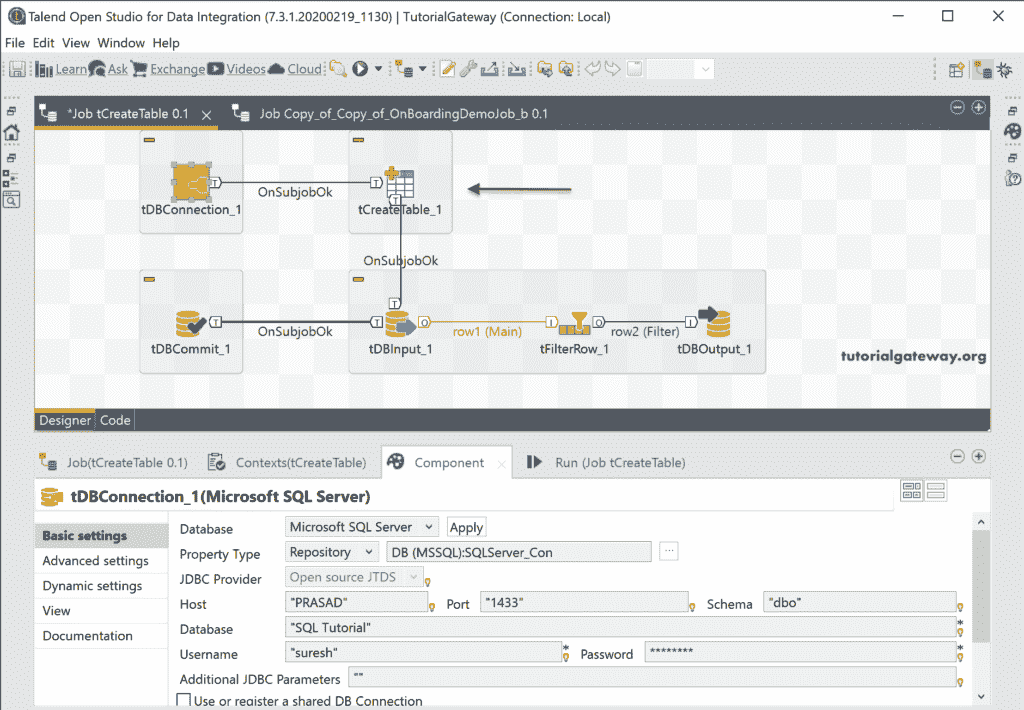 Talend Open Studio for Data Integration (7.3.1.20200219_1130) | TutorialGateway (Connection: Local)
File Edit View Window Help
Learn Ask Exchange Videos Cloud
*Job tCreateTable 0.1 Job Copy_of_Copy_of_OnBoardingDemoJob_b 0.1
T OnSubjobOk T
T
tDBConnection_1 tCreateTable_1
OnSubjobOk
T
T OnSubjobOk T O row1 (Main) I O row2 (Filter) I
tDBCommit_1 tDBInput_1 tFilterRow_1 tDBOutput_1
tutorialgateway.org
Designer Code
Job(tCreateTable 0.1) Contexts(tCreateTable) Component Run (Job tCreateTable)
tDBConnection_1(Microsoft SQL Server)
Basic settings
Advanced settings
Dynamic settings
View
Documentation
Database Microsoft SQL Server Apply
Property Type Repository DB (MSSQL):SQLServer_Con ...
JDBC Provider Open source JTDS
Host "PRASAD" Port "1433" Schema "dbo"
Database "SQL Tutorial" *
Username "suresh" * Password ******** *
Additional JDBC Parameters ""
Use or register a shared DB Connection